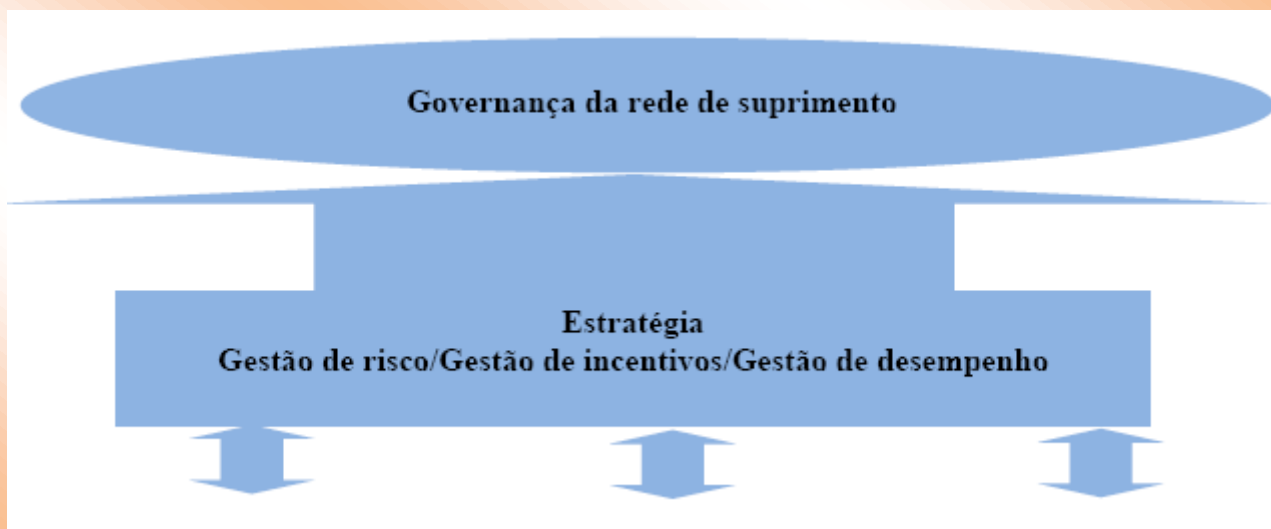 Governança da rede de suprimento
Estratégia
Gestão de risco/Gestão de incentivos/Gestão de desempenho